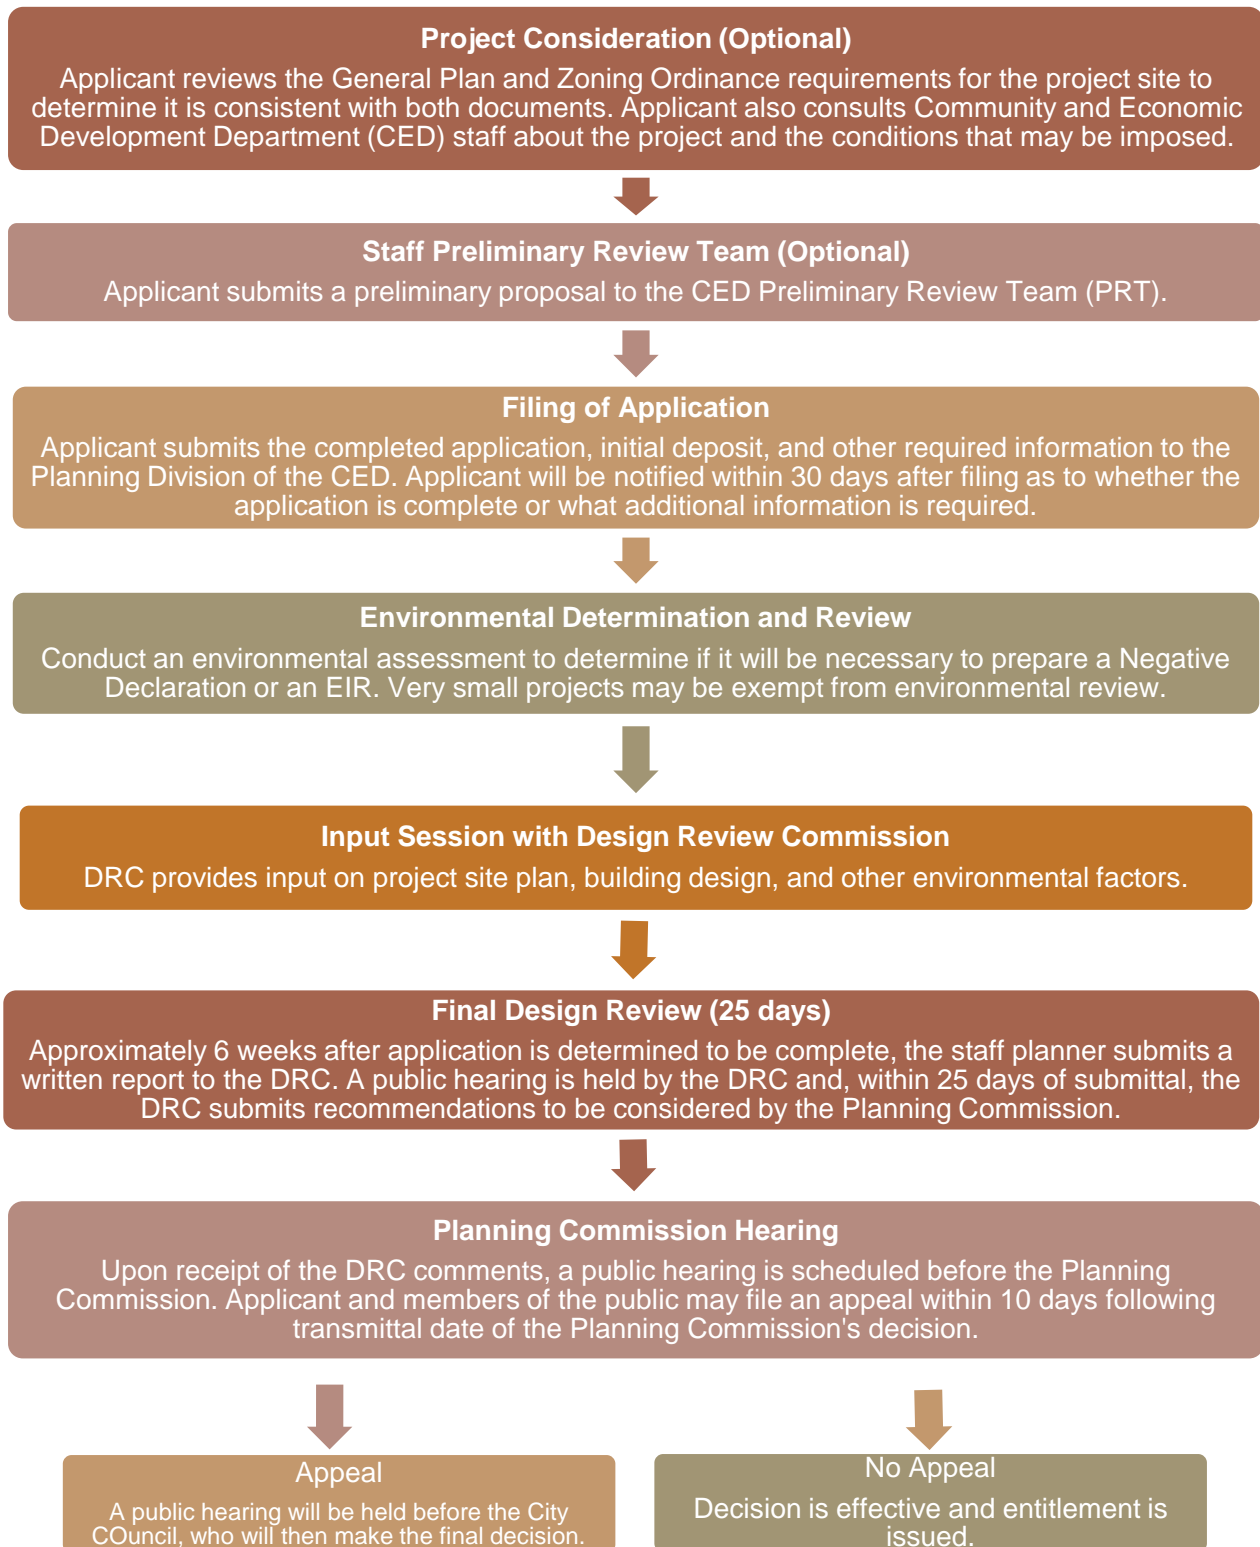 Project Consideration (Optional)
Applicant reviews the General Plan and Zoning Ordinance requirements for the project site to
determine it is consistent with both documents. Applicant also consults Community and Economic
Development Department (CED) staff about the project and the conditions that may be imposed.
Staff Preliminary Review Team (Optional)
Applicant submits a preliminary proposal to the CED Preliminary Review Team (PRT).
Filing of Application
Applicant submits the completed application, initial deposit, and other required information to the
Planning Division of the CED. Applicant will be notified within 30 days after filing as to whether the
application is complete or what additional information is required.
Environmental Determination and Review
Conduct an environmental assessment to determine if it will be necessary to prepare a Negative
Declaration or an EIR. Very small projects may be exempt from environmental review.
Input Session with Design Review Commission
DRC provides input on project site plan, building design, and other environmental factors.
Final Design Review (25 days)
Approximately 6 weeks after application is determined to be complete, the staff planner submits a
written report to the DRC. A public hearing is held by the DRC and, within 25 days of submittal, the
DRC submits recommendations to be considered by the Planning Commission.
Planning Commission Hearing
Upon receipt of the DRC comments, a public hearing is scheduled before the Planning
Commission. Applicant and members of the public may file an appeal within 10 days following
transmittal date of the Planning Commission's decision.
Appeal
A public hearing will be held before the City
COuncil, who will then make the final decision.
No Appeal
Decision is effective and entitlement is
issued.